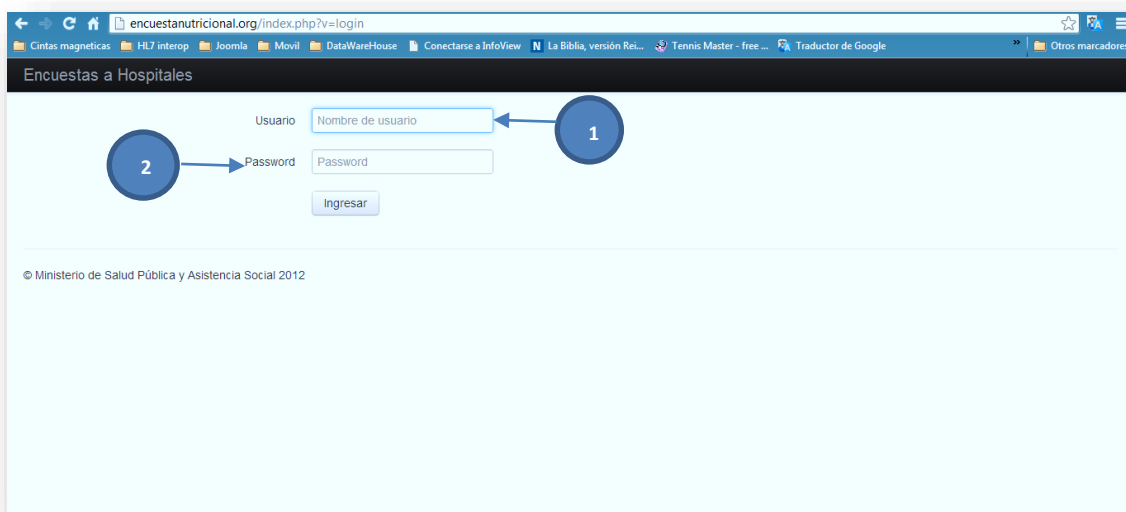 encuestanutricional.org/index.php?v=login
Cintas magneticas HL7 interop Joomla Movil DataWareHouse Conectarse a InfoView N La Biblia, versión Rei... Tennis Master - free ... Traductor de Google » Otros marcadores
Encuestas a Hospitales
Usuario Nombre de usuario 1
2 Password Password
Ingresar
© Ministerio de Salud Pública y Asistencia Social 2012